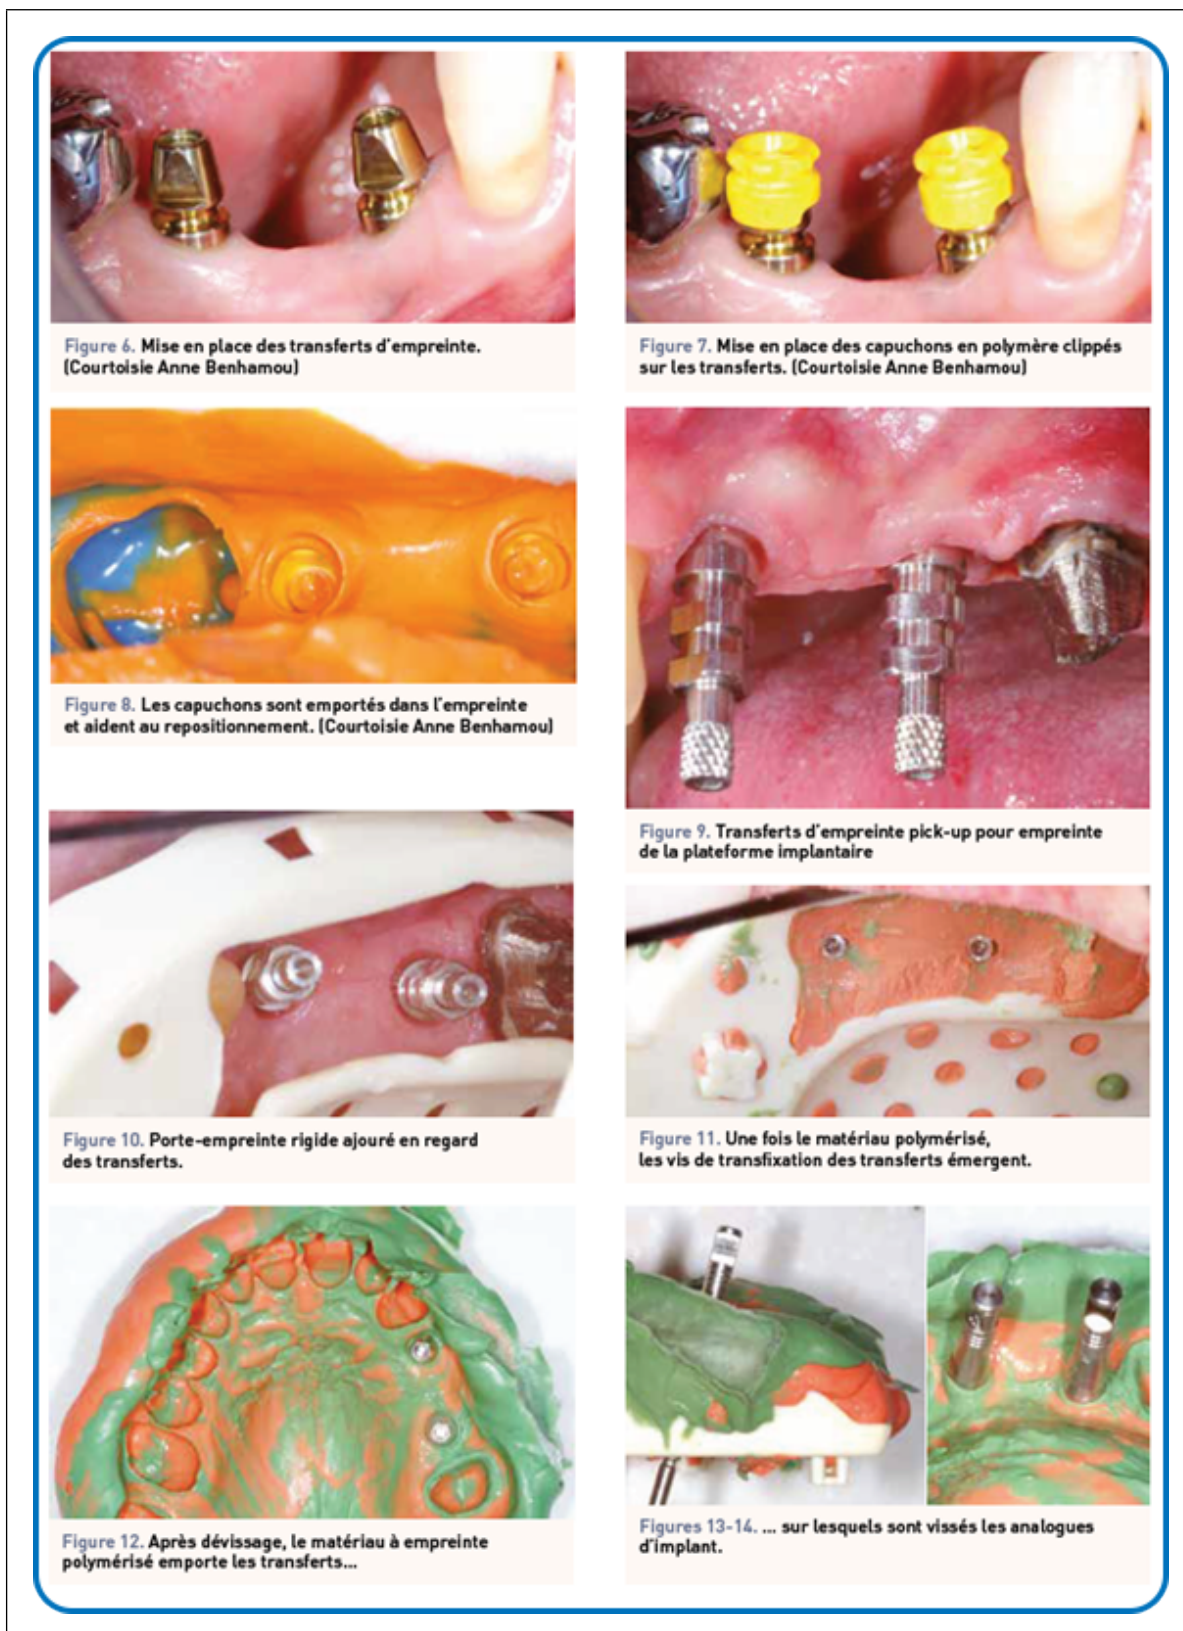 Figure 6. Mise en place des transferts d'empreinte.
(Courtoisie Anne Benhamou)
Figure 7. Mise en place des capuchons en polymère clippés
sur les transferts. (Courtoisie Anne Benhamou)
Figure 8. Les capuchons sont emportés dans l'empreinte
et aident au repositionnement. (Courtoisie Anne Benhamou)
Figure 9. Transferts d'empreinte pick-up pour empreinte
de la plateforme implantaire
Figure 10. Porte-empreinte rigide ajouré en regard
des transferts.
Figure 11. Une fois le matériau polymérisé,
les vis de transfixation des transferts émergent.
Figure 12. Après dévissage, le matériau à empreinte
polymérisé emporte les transferts...
Figures 13-14. ... sur lesquels sont vissés les analogues
d'implant.